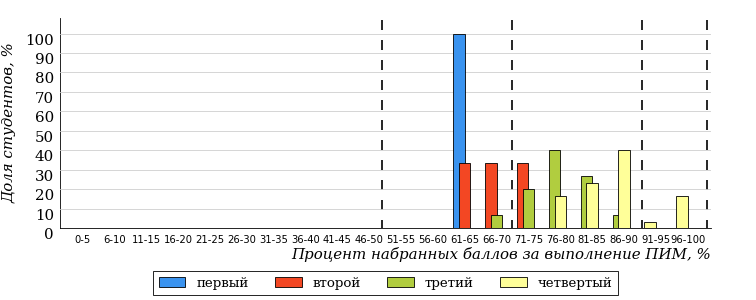 Доля студентов, %
100
90
80
70
60
50
40
30
20
10
0
0-5 6-10 11-15 16-20 21-25 26-30 31-35 36-40 41-45 46-50 51-55 56-60 61-65 66-70 71-75 76-80 81-85 86-90 91-95 96-100
Процент набранных баллов за выполнение ПИМ, %
первый второй третий четвертый